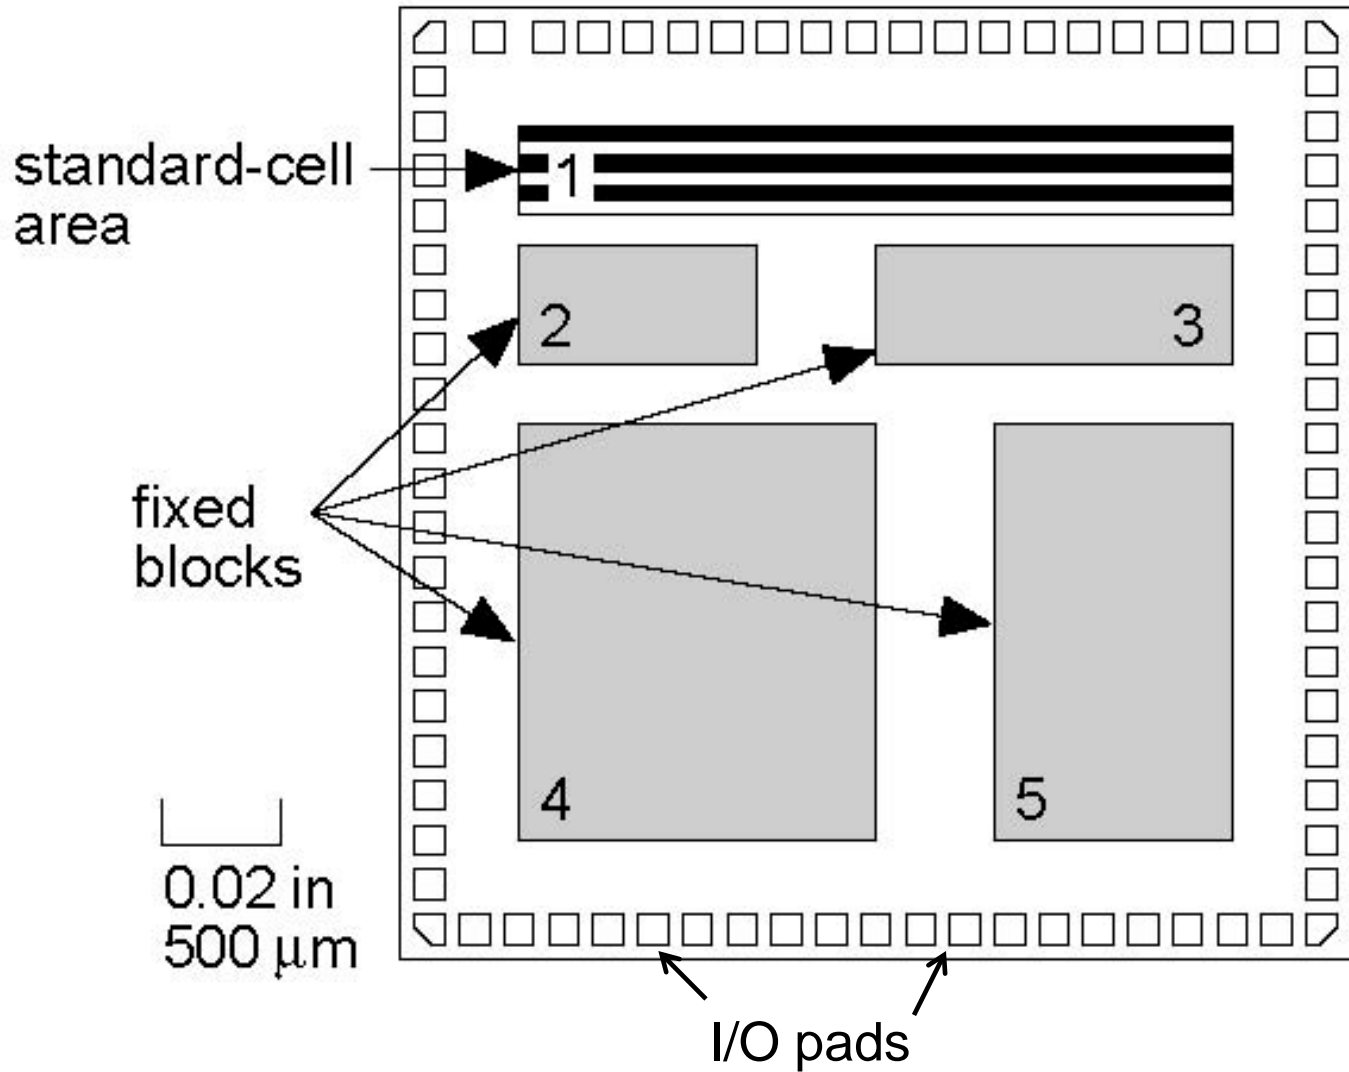 standard-cell
area
1
2
3
fixed
blocks
4
5
0.02 in
500 μm
I/O pads